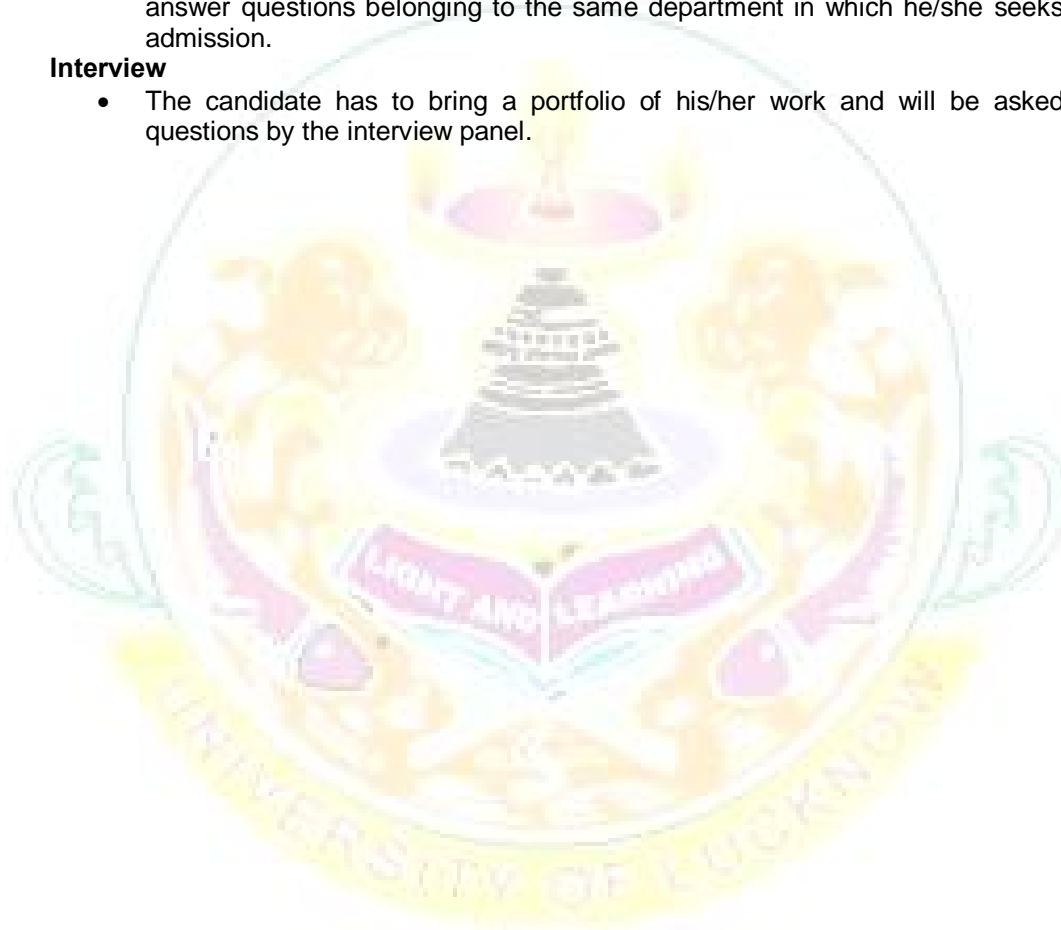 answer questions belonging to the same department in which he/she seeks
admission.
Interview
• The candidate has to bring a portfolio of his/her work and will be asked
questions by the interview panel.
LIGHT AND LEARNING
UNIVERSITY OF LUCKNOW